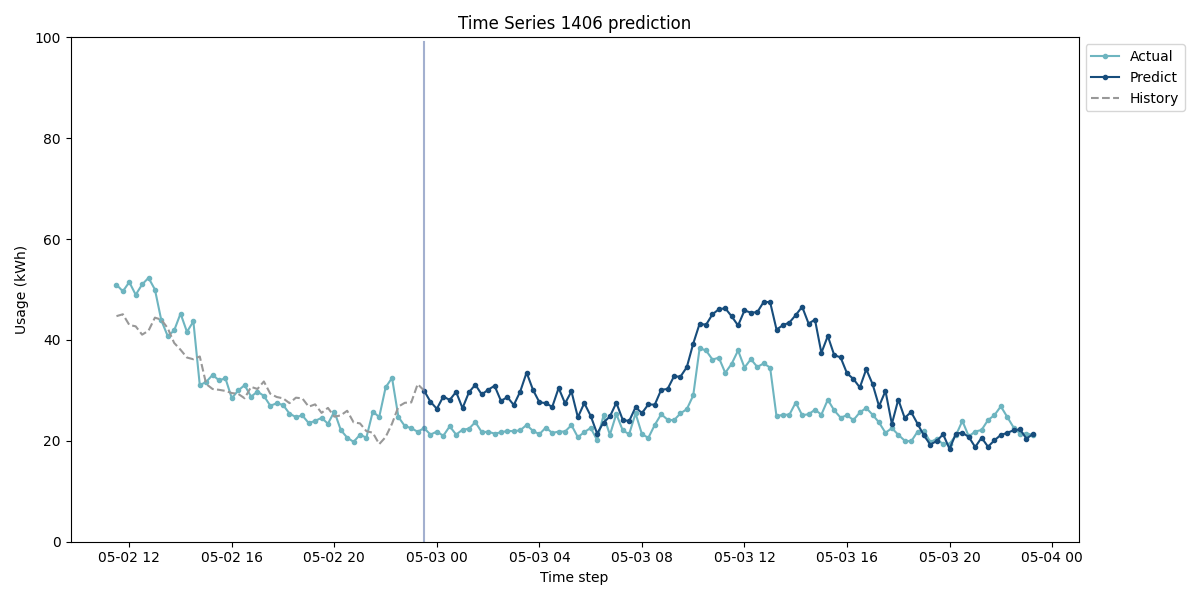 Time Series 1406 prediction
Usage (kWh)
100
80
60
40
20
0
05-02 12
05-02 16
05-02 20
05-03 00
05-03 04
05-03 08
05-03 12
05-03 16
05-03 20
05-04 00
Time step
Actual
Predict
History